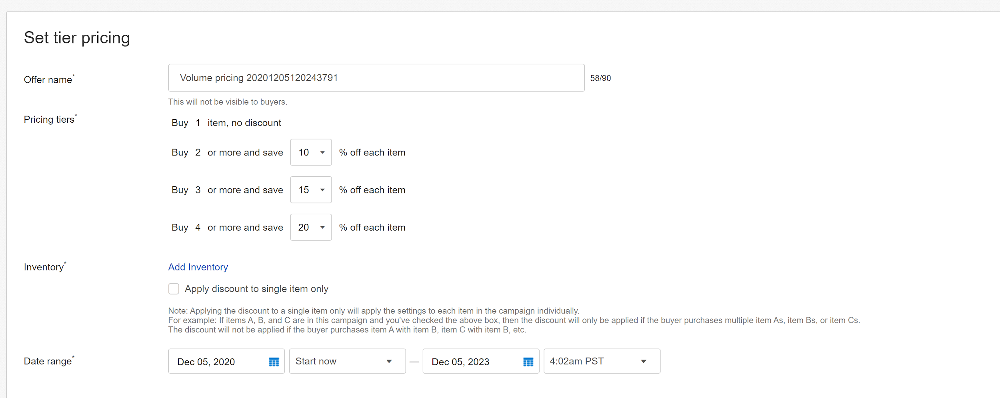 Set tier pricing
Offer name*
Volume pricing 20201205120243791
58/90
This will not be visible to buyers.
Pricing tiers*
Buy 1 item, no discount
Buy 2 or more and save 10 % off each item
Buy 3 or more and save 15 % off each item
Buy 4 or more and save 20 % off each item
Inventory*
Add Inventory
Apply discount to single item only
Note: Applying the discount to a single item only will apply the settings to each item in the campaign individually.
For example: If items A, B, and C are in this campaign and you’ve checked the above box, then the discount will only be applied if the buyer purchases multiple item As, item Bs, or item Cs.
The discount will not be applied if the buyer purchases item A with item B, item C with item B, etc.
Date range*
Dec 05, 2020 Start now — Dec 05, 2023 4:02am PST